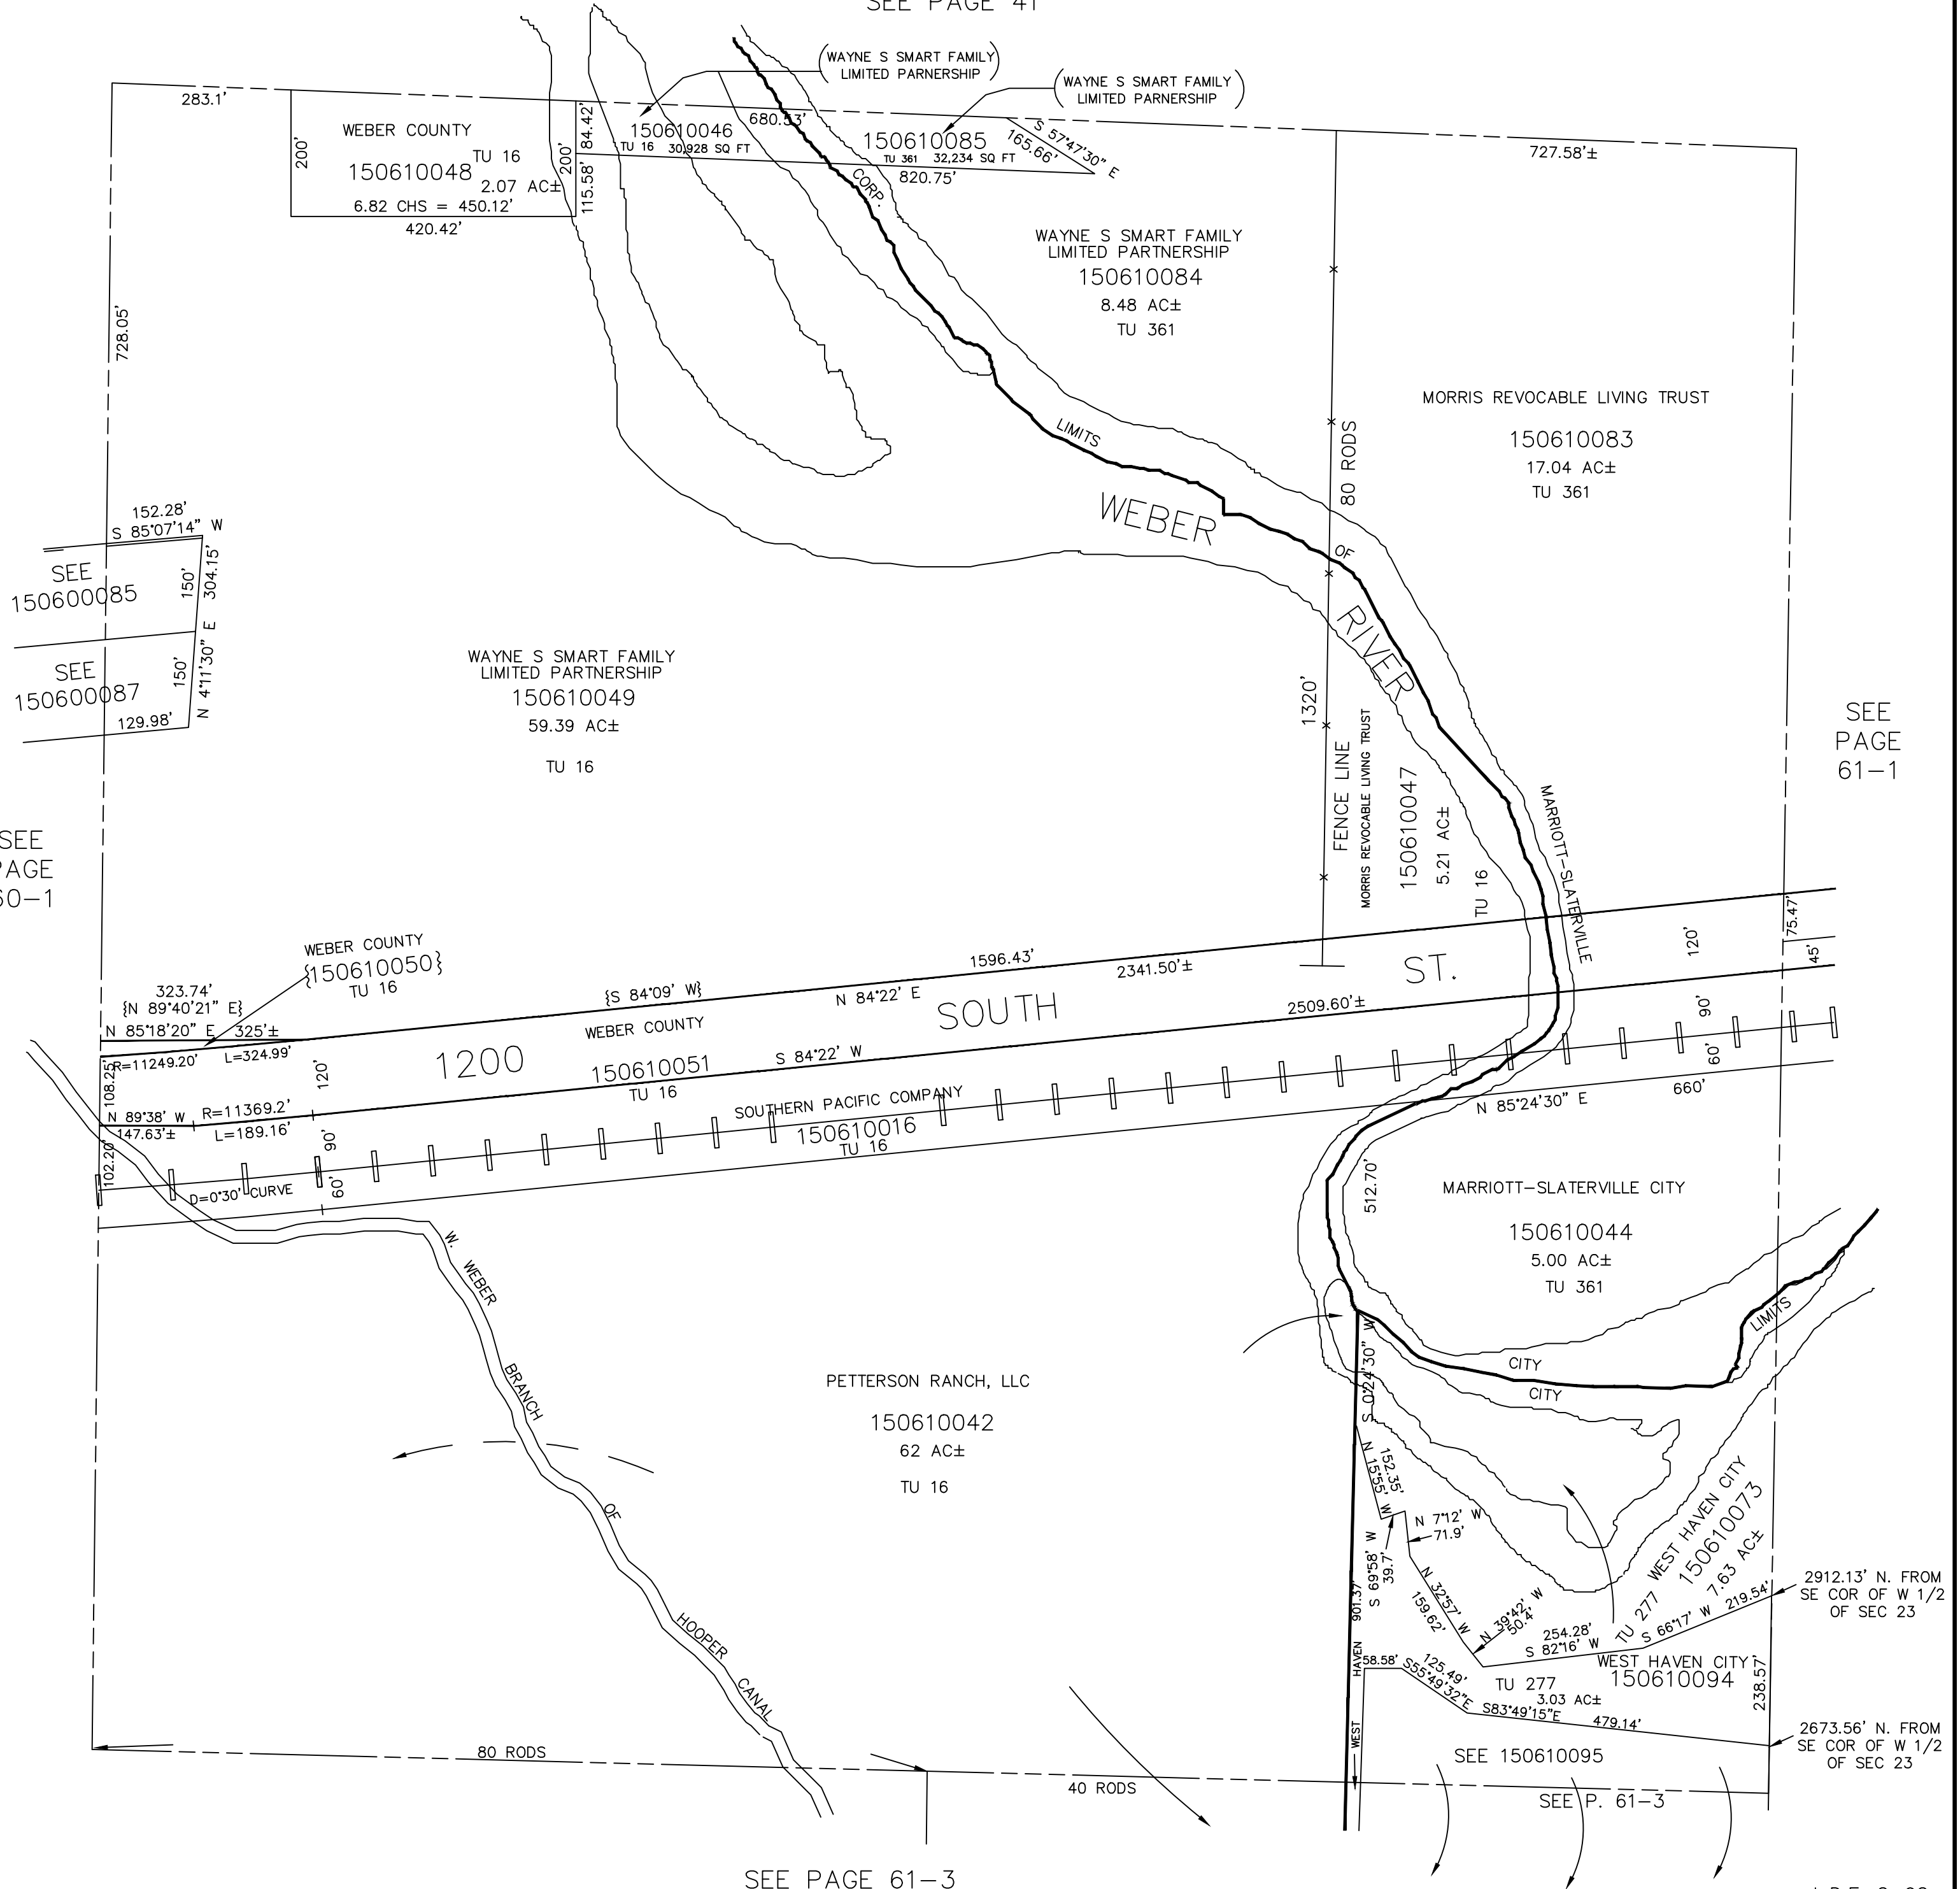 SEE PAGE 41
(WAYNE S SMART FAMILY
LIMITED PARNERSHIP)
(WAYNE S SMART FAMILY
LIMITED PARNERSHIP)
283.1'
WEBER COUNTY
TU 16
150610048
2.07 AC±
6.82 CHS = 450.12'
420.42'
200'
200'
84.42'
115.58'
150610046
680.53'
TU 16 30,928 SQ FT
150610085
TU 361 32,234 SQ FT
820.75'
S 57°47'30" E
165.66'
727.58'±
CORP.
WAYNE S SMART FAMILY
LIMITED PARTNERSHIP
150610084
8.48 AC±
TU 361
728.05'
MORRIS REVOCABLE LIVING TRUST
150610083
17.04 AC±
TU 361
LIMITS
80 RODS
WEBER
OF
RIVER
152.28'
S 85°07'14" W
SEE
150600085
150'
304.15'
SEE
150600087
150'
N 4°11'30" E
129.98'
WAYNE S SMART FAMILY
LIMITED PARTNERSHIP
150610049
59.39 AC±
TU 16
1320'
FENCE LINE
MORRIS REVOCABLE LIVING TRUST
150610047
5.21 AC±
TU 16
MARRIOTT-SLATERVILLE
SEE
PAGE
61-1
SEE
PAGE
60-1
WEBER COUNTY
{150610050}
TU 16
323.74'
{N 89°40'21" E}
N 85°18'20" E 325'±
R=11249.20'
L=324.99'
108.25'
{S 84°09' W}
1596.43'
N 84°22' E
2341.50'±
1200
SOUTH
ST.
WEBER COUNTY
150610051
TU 16
S 84°22' W
2509.60'±
120'
120'
75.47'
45'
90'
60'
N 89°38' W
147.63'±
R=11369.2'
L=189.16'
102.20'
90'
60'
D=0°30' CURVE
SOUTHERN PACIFIC COMPANY
150610016
TU 16
N 85°24'30" E
660'
512.70'
MARRIOTT-SLATERVILLE CITY
150610044
5.00 AC±
TU 361
LIMITS
CITY
CITY
W. WEBER
BRANCH
OF
HOOPER
CANAL
PETTERSON RANCH, LLC
150610042
62 AC±
TU 16
S 0°24'30" W
901.37'
N 15°55' W
152.35'
S 69°58' W
39.7'
N 7°12' W
71.9'
N 32°57' W
159.62'
N 39°42' W
50.4'
254.28'
S 82°16' W
S 66°17' W 219.54'
WEST HAVEN CITY
150610073
7.63 AC±
TU 277
2912.13' N. FROM
SE COR OF W 1/2
OF SEC 23
WEST HAVEN CITY
150610094
TU 277
3.03 AC±
238.57'
58.58'
125.49'
S55°49'32"E
S83°49'15"E 479.14'
2673.56' N. FROM
SE COR OF W 1/2
OF SEC 23
WEST HAVEN
SEE 150610095
80 RODS
40 RODS
SEE P. 61-3
SEE PAGE 61-3